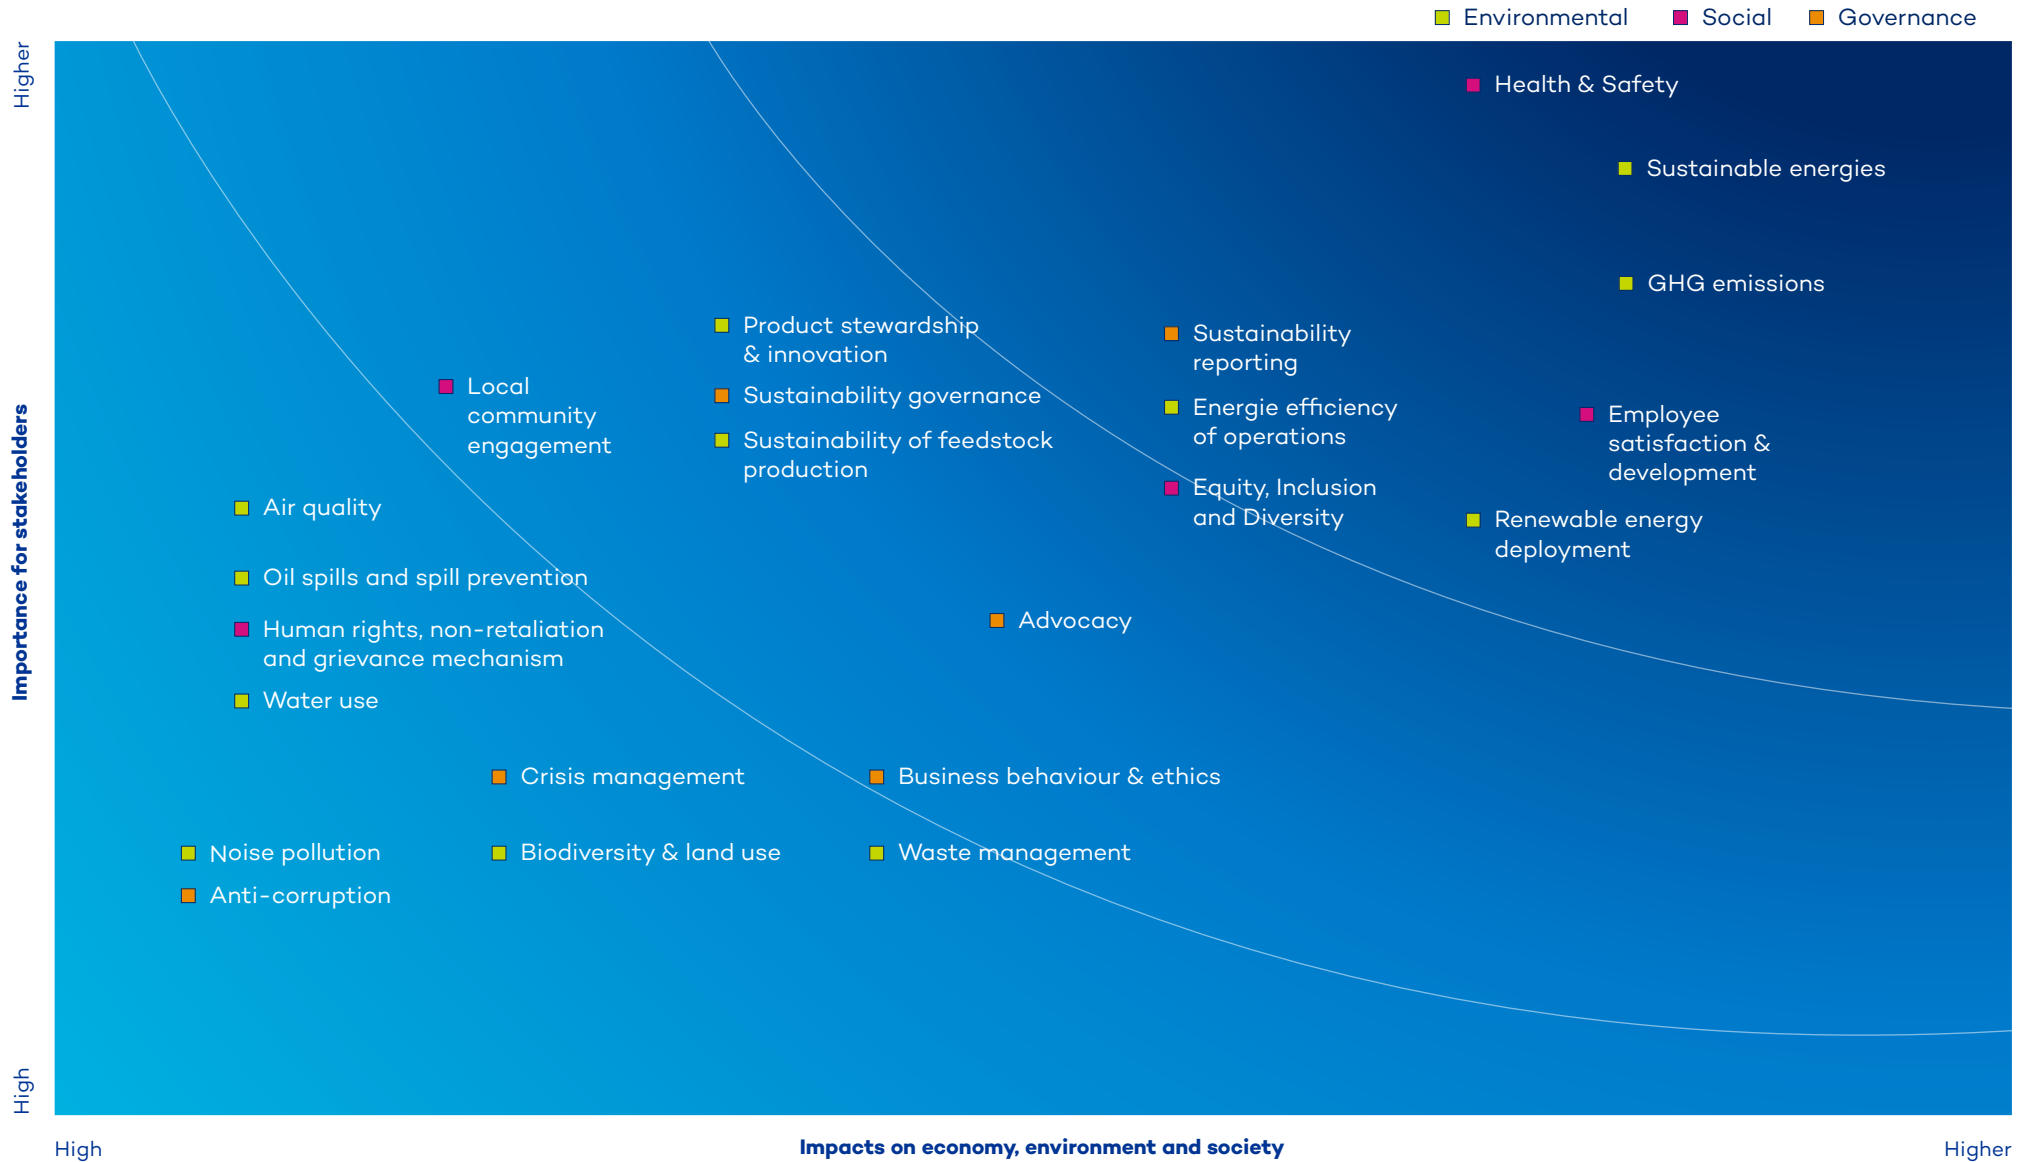 Environmental
Social
Governance
Higher
Health & Safety
Sustainable energies
GHG emissions
Product stewardship
& innovation
Sustainability
reporting
Local
community
engagement
Sustainability governance
Energie efficiency
of operations
Employee
satisfaction &
development
Sustainability of feedstock
production
Importance for stakeholders
Equity, Inclusion
and Diversity
Air quality
Renewable energy
deployment
Oil spills and spill prevention
Human rights, non-retaliation
and grievance mechanism
Advocacy
Water use
Crisis management
Business behaviour & ethics
Noise pollution
Biodiversity & land use
Waste management
Anti-corruption
High
High
Impacts on economy, environment and society
Higher